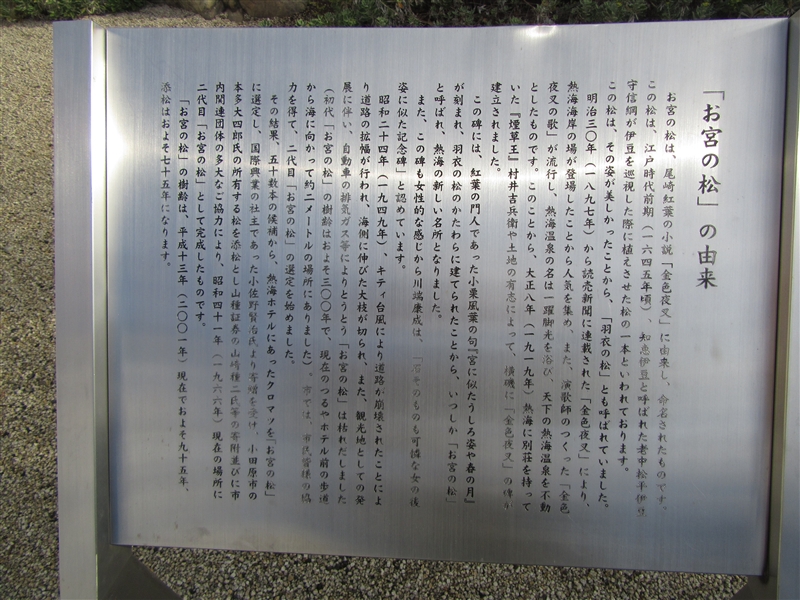 「お宮の松」の由来
お宮の松は、尾崎紅葉の小説「金色夜叉」に由来し、命名されたものです。
この松は、江戸時代前期（一六四五年頃）、知恵伊豆と呼ばれた老中松平伊豆
守信綱が伊豆を巡視した際に植えさせた松の一本といわれております。
この松は、その姿が美しかったことから、「羽衣の松」とも呼ばれていました。
明治三〇年（一八九七年）から読売新聞に連載された「金色夜叉」により、
熱海海岸の場が登場したことから人気を集め、また、演歌師のつくった「金色
夜叉の歌」が流行し、熱海温泉の名は一躍脚光を浴び、天下の熱海温泉を不動
としたものです。このことから、大正八年（一九一九年）熱海に別荘を持って
いた『煙草王』村井吉兵衛や土地の有志によって、横磯に「金色夜叉」の碑が
建立されました。
この碑には、紅葉の門人であった小栗風葉の句『宮に似たうしろ姿や春の月』
が刻まれ、羽衣の松のかたわらに建てられたことから、いつしか「お宮の松」
と呼ばれ、熱海の新しい名所となりました。
また、この碑も女性的な感じから川端康成は、「石そのものも可憐な女の後
姿に似た記念碑」と認めています。
昭和二十四年（一九四九年）、キティ台風により道路が崩壊されたことによ
り道路の拡幅が行われ、海側に伸びた大枝が切られ、また、観光地としての発
展に伴い、自動車の排気ガス等によりとうとう「お宮の松」は枯れだしました
（初代「お宮の松」の樹齢はおよそ三〇〇年で、現在のつるやホテル前の歩道
から海に向かって約二メートルの場所にありました）。市では、市民皆様の協
力を得て、二代目「お宮の松」の選定を始めました。
その結果、五十数本の候補から、熱海ホテルにあったクロマツを「お宮の松」
に選定し、国際興業の社主であった小佐野賢治氏より寄贈を受け、小田原市の
本多大四郎氏の所有する松を添松とし山種証券の山崎種二氏等の寄附並びに市
内関連団体の多大なご協力により、昭和四十一年（一九六六年）現在の場所に
二代目「お宮の松」として完成したものです。
「お宮の松」の樹齢は、平成十三年（二〇〇一年）現在でおよそ九十五年、
添松はおよそ七十五年になります。